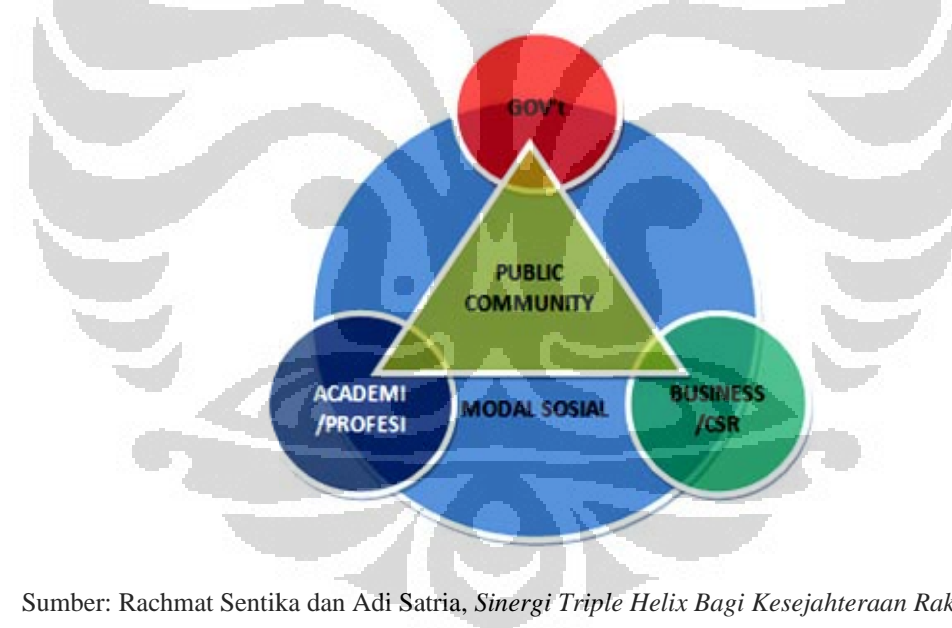 GOV't
PUBLIC
COMMUNITY
ACADEMI
/PROFESI
MODAL SOSIAL
BUSINESS
/CSR
Sumber: Rachmat Sentika dan Adi Satria, Sinergi Triple Helix Bagi Kesejahteraan Rak